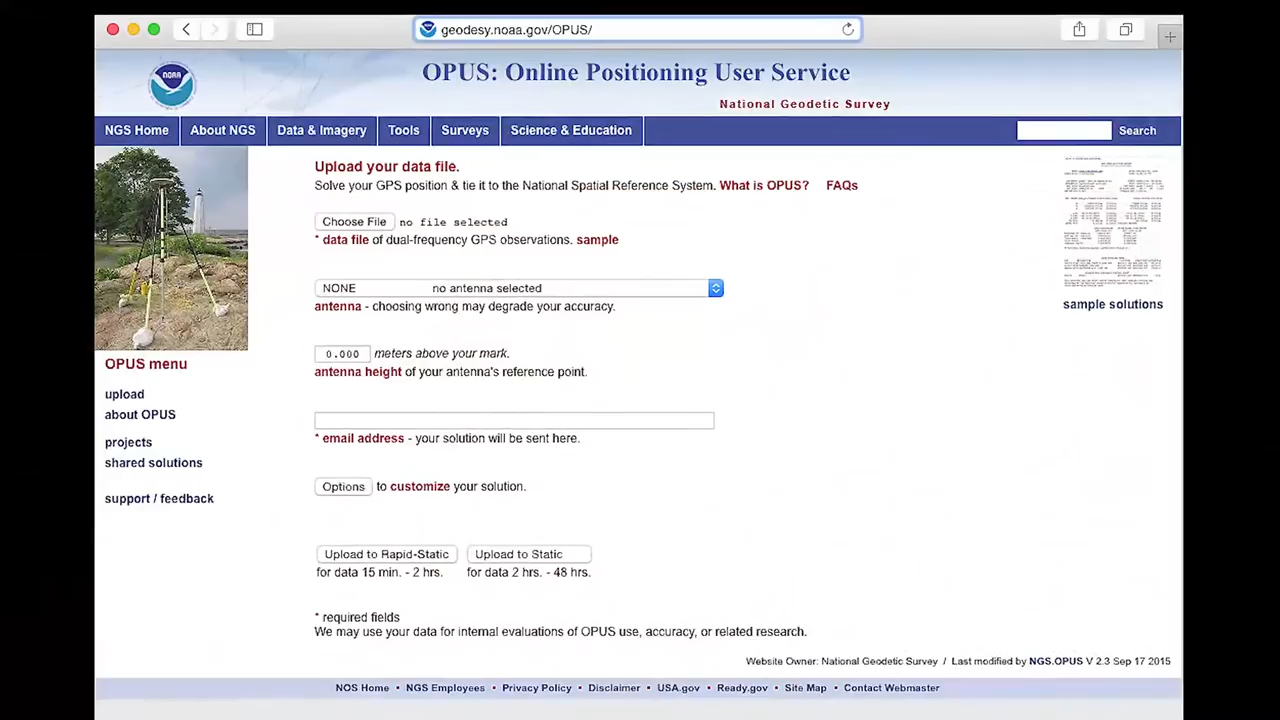 geodesy.noaa.gov/OPUS/
NOAA
OPUS: Online Positioning User Service
National Geodetic Survey
NGS Home
About NGS
Data & Imagery
Tools
Surveys
Science & Education
Search
Upload your data file.
Solve your GPS position & tie it to the National Spatial Reference System. What is OPUS? FAQs
Choose File no file selected
* data file of dual frequency GPS observations. sample
NONE no antenna selected
antenna - choosing wrong may degrade your accuracy.
0.000 meters above your mark.
antenna height of your antenna's reference point.
* email address - your solution will be sent here.
Options to customize your solution.
Upload to Rapid-Static Upload to Static
for data 15 min. - 2 hrs. for data 2 hrs. - 48 hrs.
* required fields
We may use your data for internal evaluations of OPUS use, accuracy, or related research.
sample solutions
OPUS menu
upload
about OPUS
projects
shared solutions
support / feedback
Website Owner: National Geodetic Survey / Last modified by NGS.OPUS V 2.3 Sep 17 2015
NOS Home • NGS Employees • Privacy Policy • Disclaimer • USA.gov • Ready.gov • Site Map • Contact Webmaster